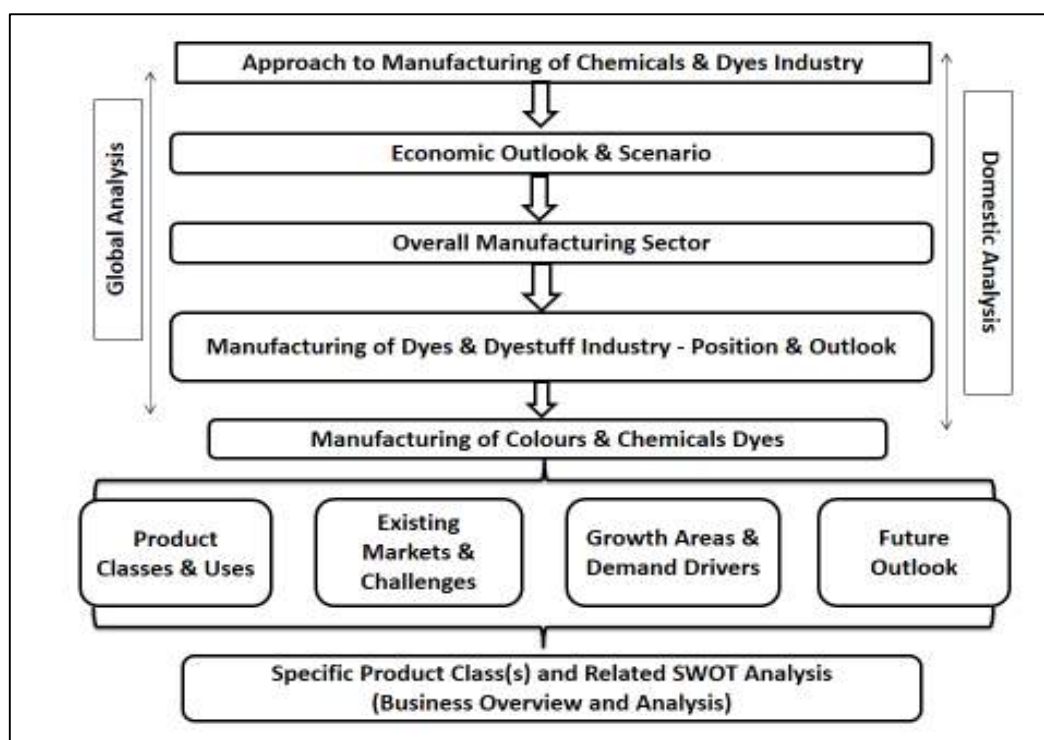 Approach to Manufacturing of Chemicals & Dyes Industry
Global Analysis
Domestic Analysis
Economic Outlook & Scenario
Overall Manufacturing Sector
Manufacturing of Dyes & Dyestuff Industry - Position & Outlook
Manufacturing of Colours & Chemicals Dyes
Product
Classes & Uses
Existing
Markets &
Challenges
Growth Areas &
Demand Drivers
Future
Outlook
Specific Product Class(s) and Related SWOT Analysis
(Business Overview and Analysis)